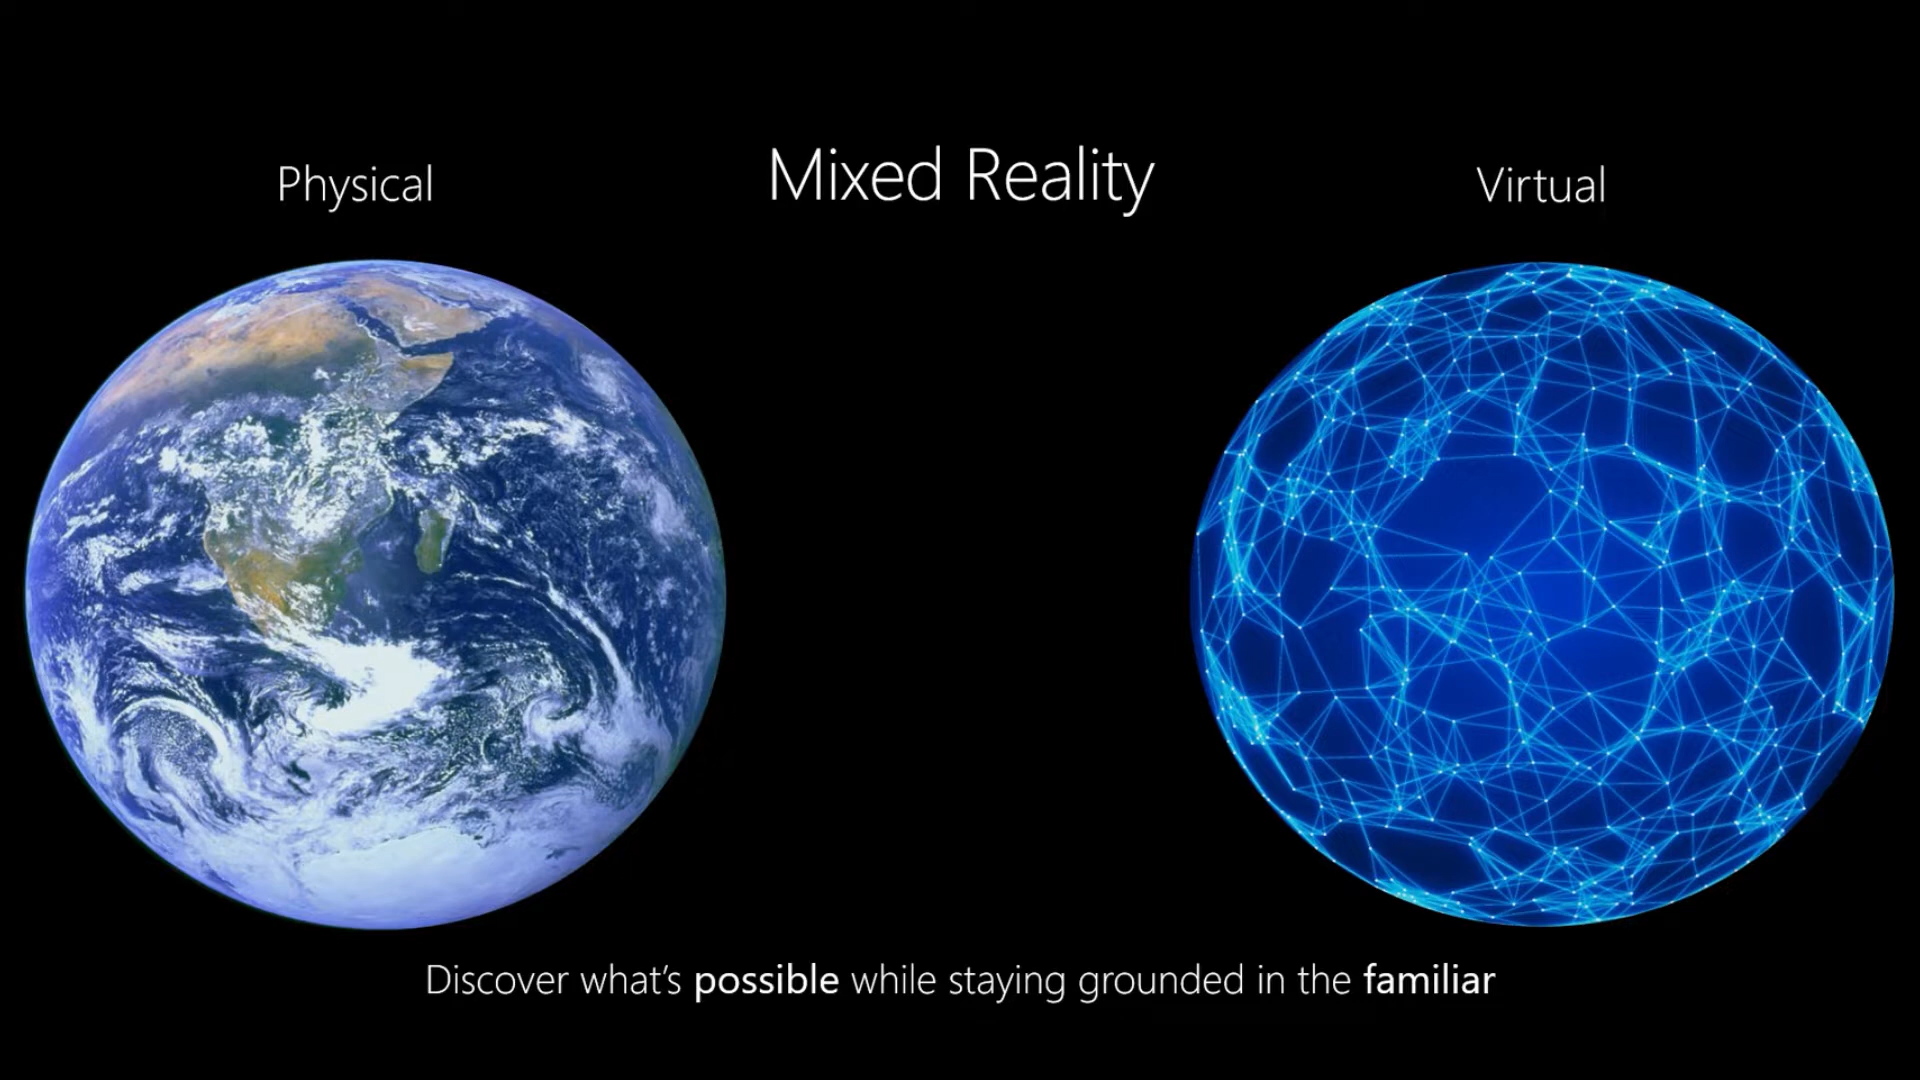 Physical
Mixed Reality
Virtual
Discover what's possible while staying grounded in the familiar